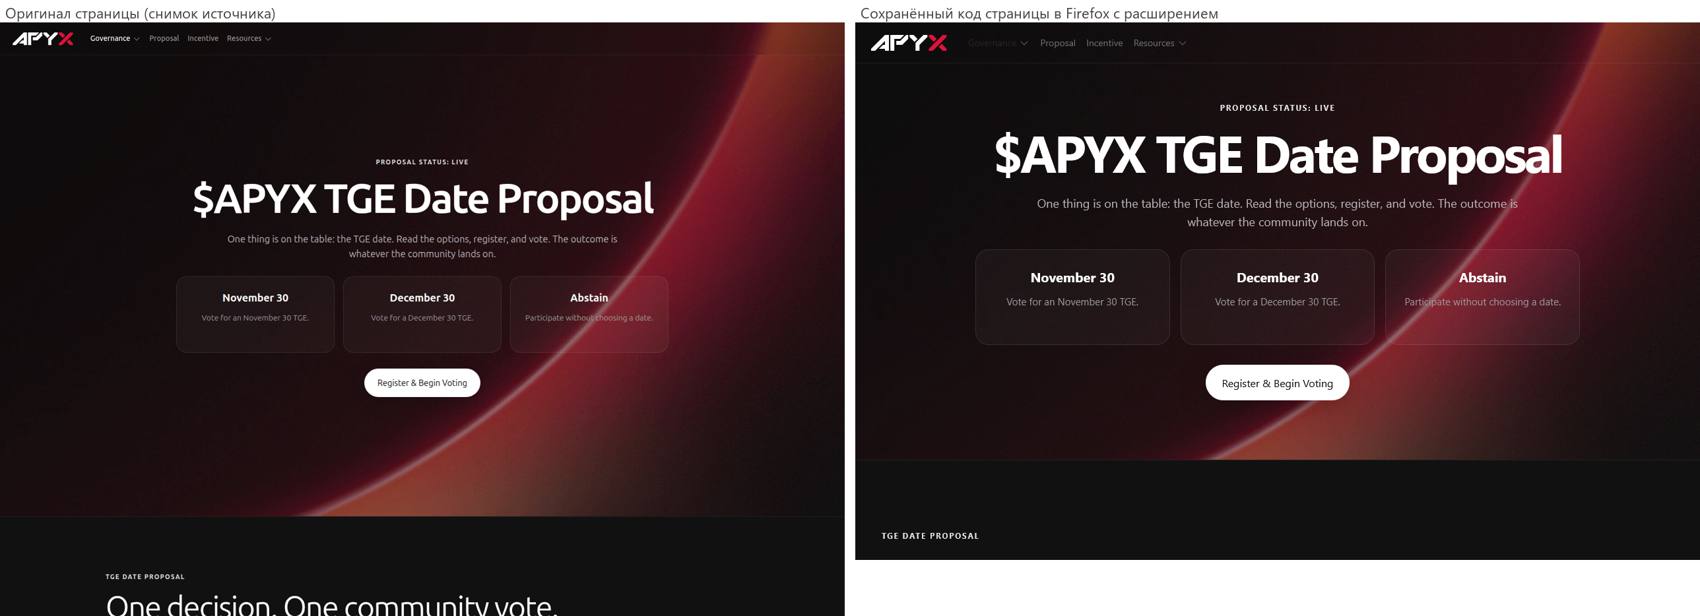 Оригинал страницы (снимок источника)
APYX
Governance Proposal Incentive Resources
PROPOSAL STATUS: LIVE
$APYX TGE Date Proposal
One thing is on the table: the TGE date. Read the options, register, and vote. The outcome is
whatever the community lands on.
November 30
Vote for an November 30 TGE.
December 30
Vote for a December 30 TGE.
Abstain
Participate without choosing a date.
Register & Begin Voting
TGE DATE PROPOSAL
One decision. One community vote.
Сохранённый код страницы в Firefox с расширением
APYX
Governance Proposal Incentive Resources
PROPOSAL STATUS: LIVE
$APYX TGE Date Proposal
One thing is on the table: the TGE date. Read the options, register, and vote. The outcome is
whatever the community lands on.
November 30
Vote for an November 30 TGE.
December 30
Vote for a December 30 TGE.
Abstain
Participate without choosing a date.
Register & Begin Voting
TGE DATE PROPOSAL